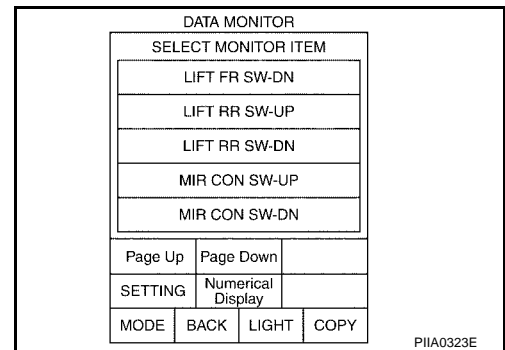 DATA MONITOR
SELECT MONITOR ITEM
LIFT FR SW-DN
LIFT RR SW-UP
LIFT RR SW-DN
MIR CON SW-UP
MIR CON SW-DN
Page Up Page Down
SETTING Numerical
Display
MODE BACK LIGHT COPY
PIIA0323E